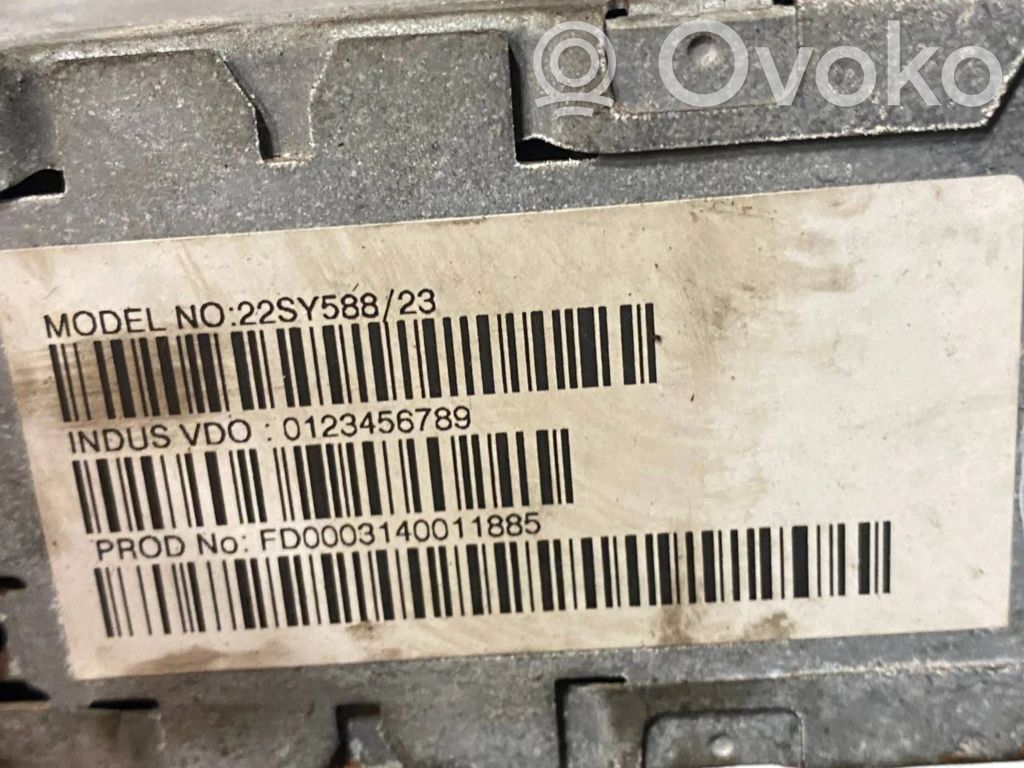 Ovoko
MODEL NO:22SY588/23
INDUS VDO : 0123456789
PROD No: FD0003140011885